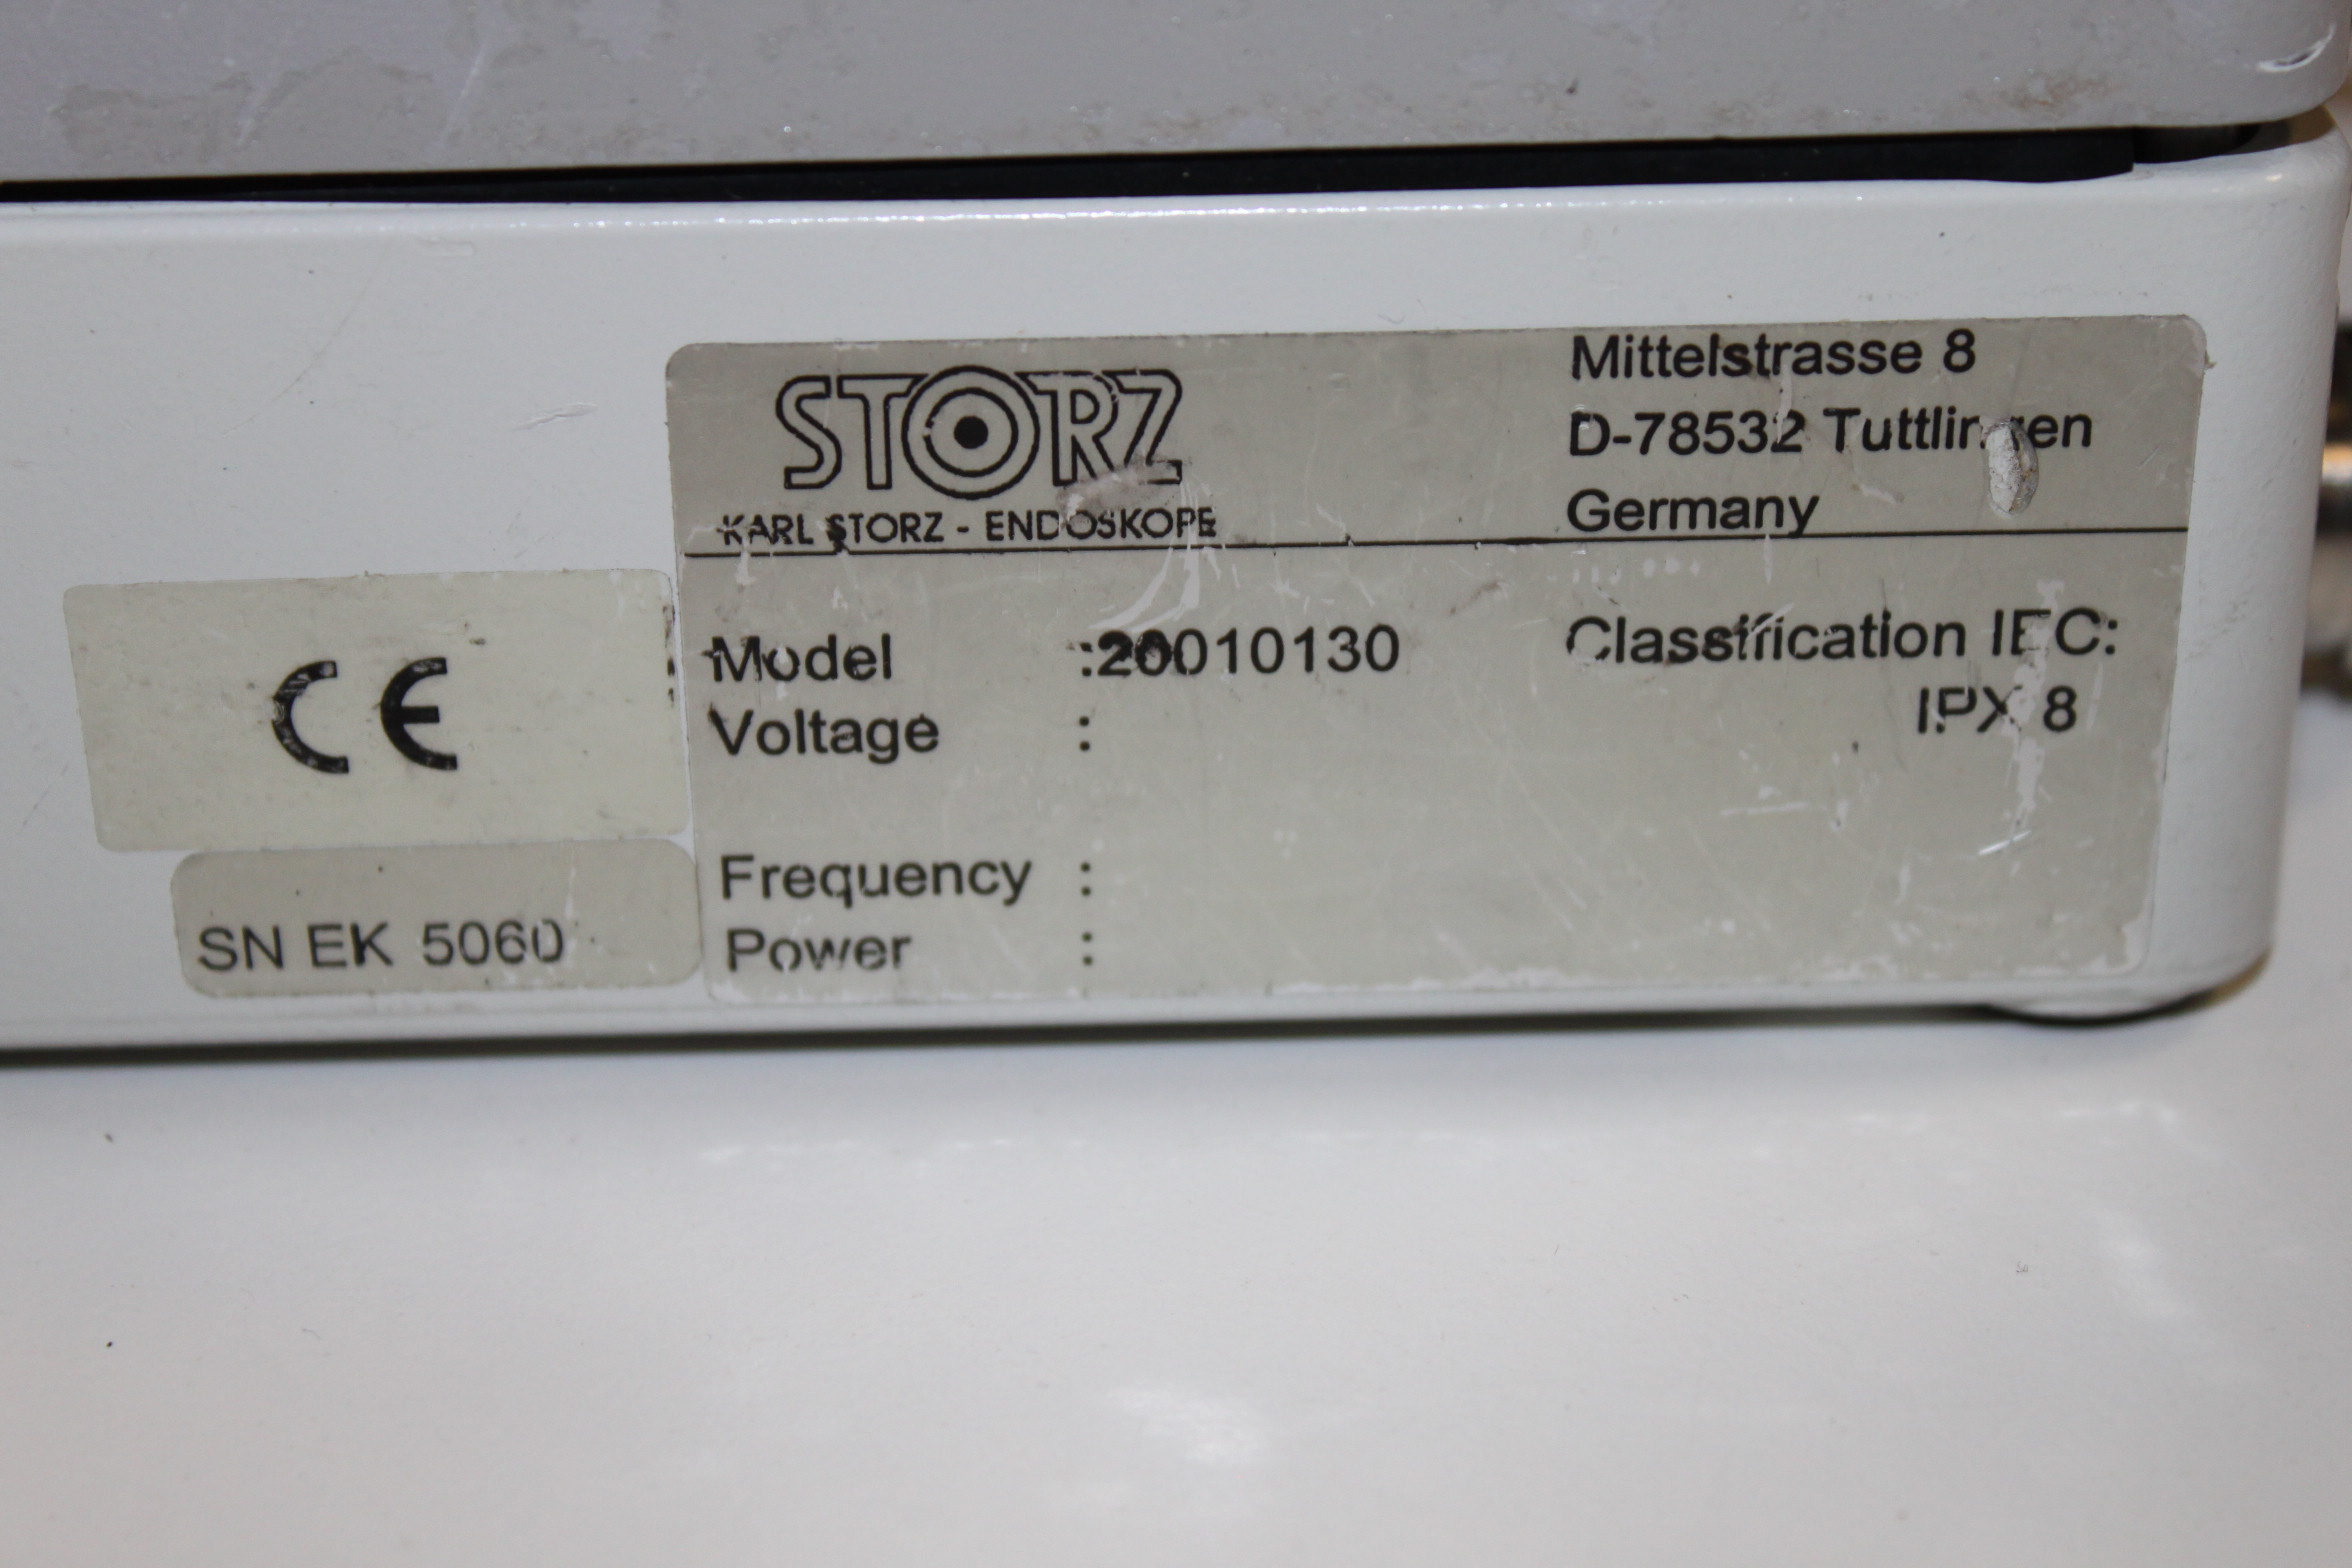 STORZ
KARL STORZ - ENDOSKOPE
Mittelstrasse 8
D-78532 Tuttlingen
Germany
Model :20010130
Voltage :
Frequency :
Power :
Classification IEC:
IPX 8
CE
SN EK 5060